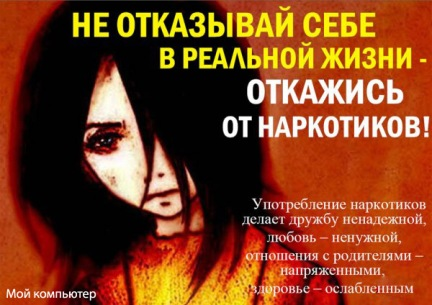 НЕ ОТКАЗЫВАЙ СЕБЕ
В РЕАЛЬНОЙ ЖИЗНИ -
ОТКАЖИСЬ
ОТ НАРКОТИКОВ!
Употребление наркотиков
делает дружбу ненадежной,
любовь – ненужной,
отношения с родителями –
напряженными,
здоровье – ослабленным
Мой компьютер